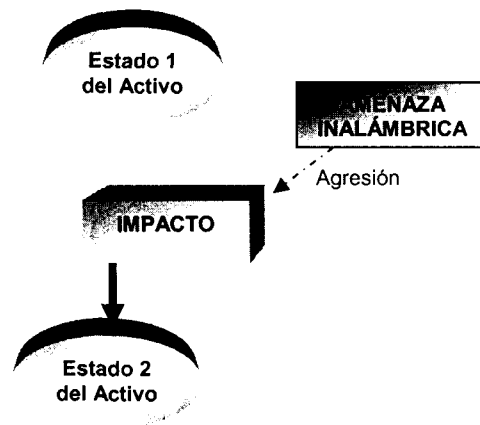 Estado 1
del Activo
AMENAZA
INALÁMBRICA
Agresión
IMPACTO
Estado 2
del Activo